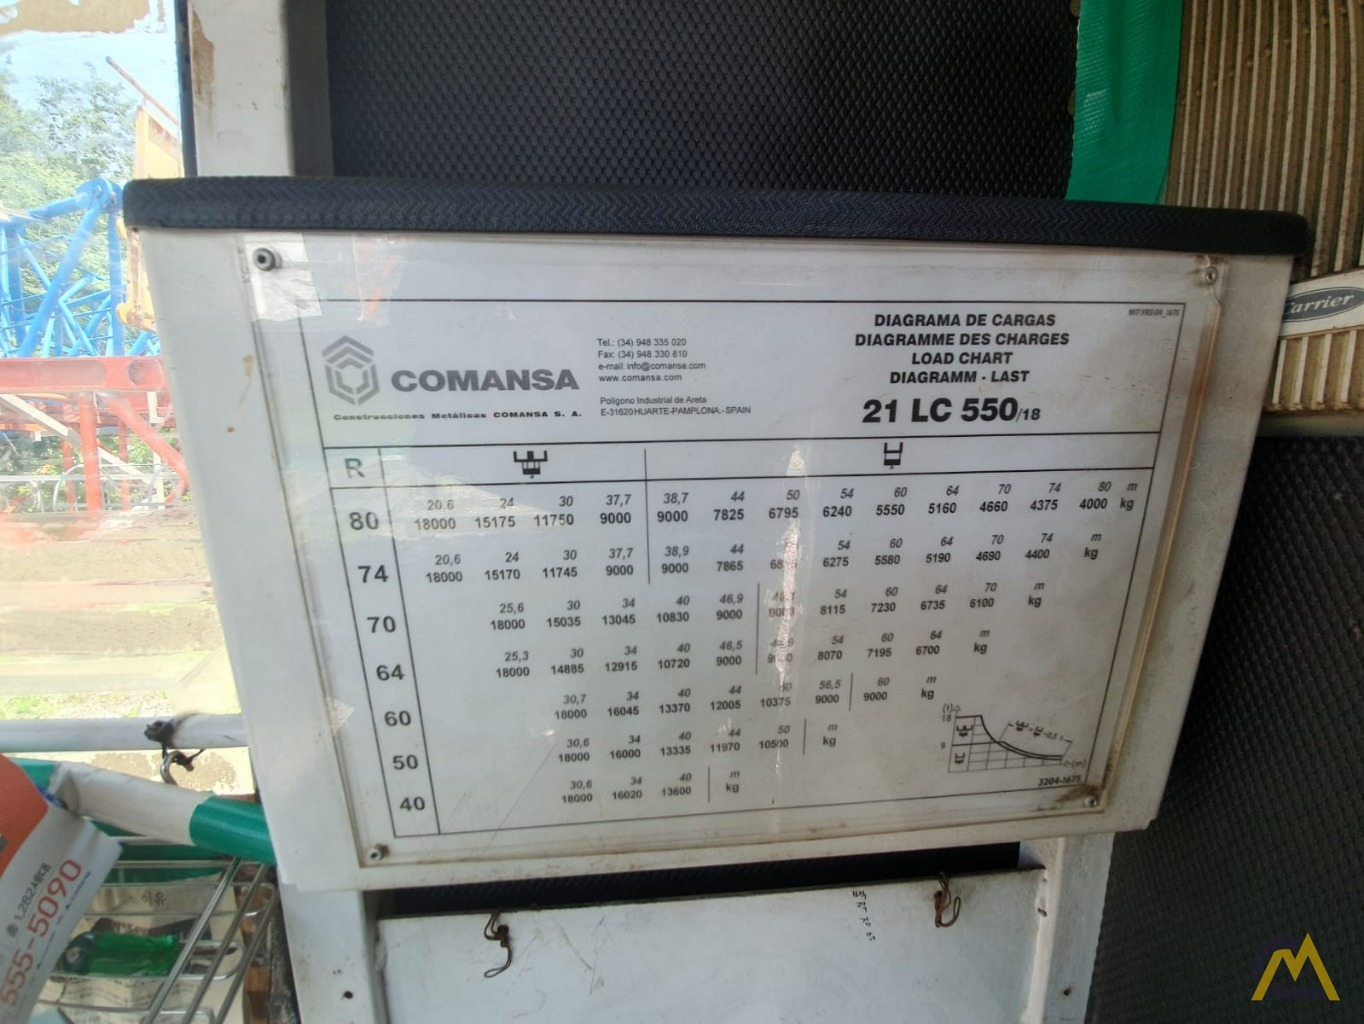 DIAGRAMA DE CARGAS
DIAGRAMME DES CHARGES
LOAD CHART
DIAGRAMM - LAST
21 LC 550/18
COMANSA
Construcciones Metálicas COMANSA S. A.
Tel.: (34) 948 335 020
Fax: (34) 948 330 810
e-mail: info@comansa.com
www.comansa.com
Poligono Industrial de Areta
E-31620 HUARTE-PAMPLONA.-SPAIN
R
20,6 24 30 37,7 38,7 44 50 54 60 64 70 74 80 m
80 18000 15175 11750 9000 9000 7825 6795 6240 5550 5160 4660 4375 4000 kg
20,6 24 30 37,7 38,9 44 54 60 64 70 74 m
74 18000 15170 11745 9000 9000 7865 6275 5580 5190 4690 4400 kg
25,6 30 34 40 46,9 54 60 64 70 m
70 18000 15035 13045 10830 9000 8115 7230 6735 6100 kg
25,3 30 34 40 46,5 54 60 64 m
64 18000 14885 12915 10720 9000 8070 7195 6700 kg
30,7 34 40 44 50 56,5 60 m
60 18000 16045 13370 12005 10375 9000 9000 kg
30,6 34 40 44 50 m
50 18000 16000 13335 11970 10500 kg
30,6 34 40 m
40 18000 16020 13600 kg
(t)
18
9
(m)
3204-1675
Carrier
555-5090